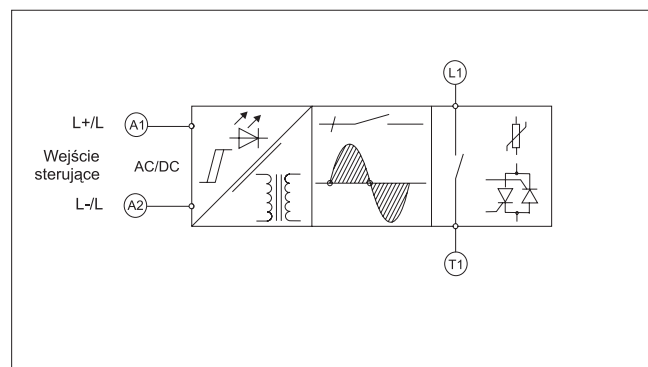 L1
L+/L
A1
Wejście
sterujące
AC/DC
L-/L
A2
T1